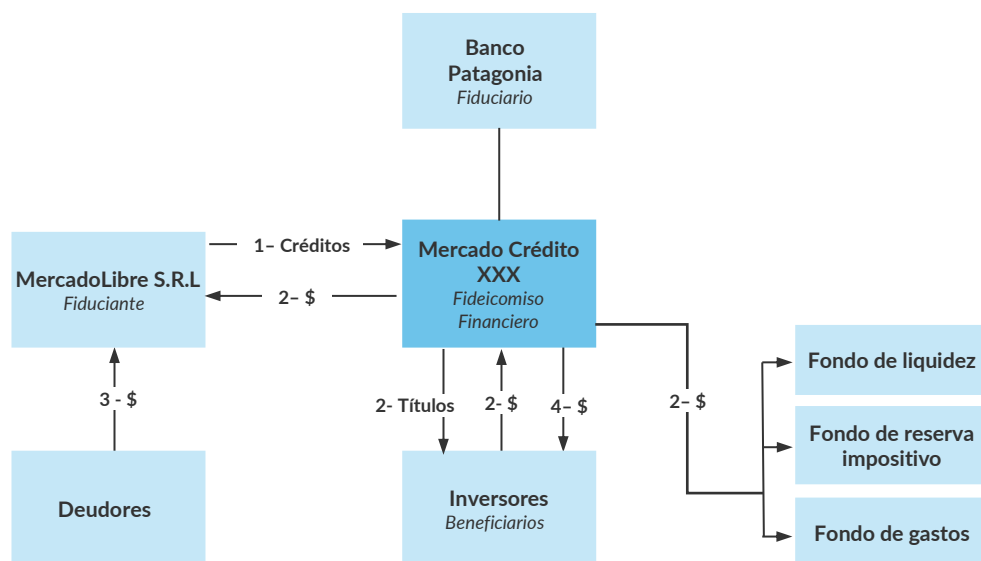 Banco
Patagonia
Fiduciario
1– Créditos
MercadoLibre S.R.L
Fiduciante
2– $
Mercado Crédito
XXX
Fideicomiso
Financiero
3 - $
2- Títulos
2- $
4– $
2– $
Fondo de liquidez
Fondo de reserva
impositivo
Fondo de gastos
Deudores
Inversores
Beneficiarios